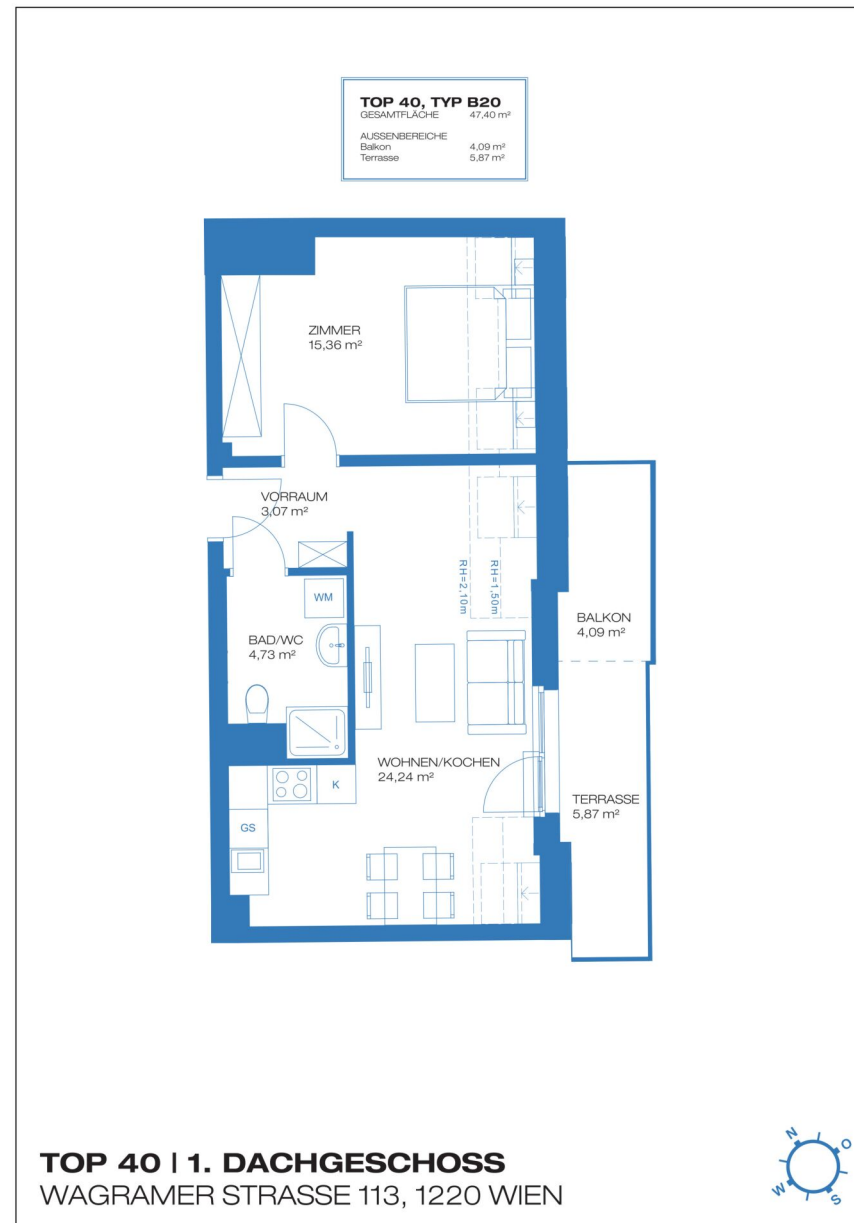 TOP 40, TYP B20
GESAMTFLÄCHE 47,40 m²
AUSSENBEREICHE
Balkon 4,09 m²
Terrasse 5,87 m²
ZIMMER
15,36 m²
VORRAUM
3,07 m²
RH=2,10m
RH=1,50m
WM
BAD/WC
4,73 m²
BALKON
4,09 m²
WOHNEN/KOCHEN
24,24 m²
K
GS
TERRASSE
5,87 m²
TOP 40 | 1. DACHGESCHOSS
WAGRAMER STRASSE 113, 1220 WIEN
N
O
W
S